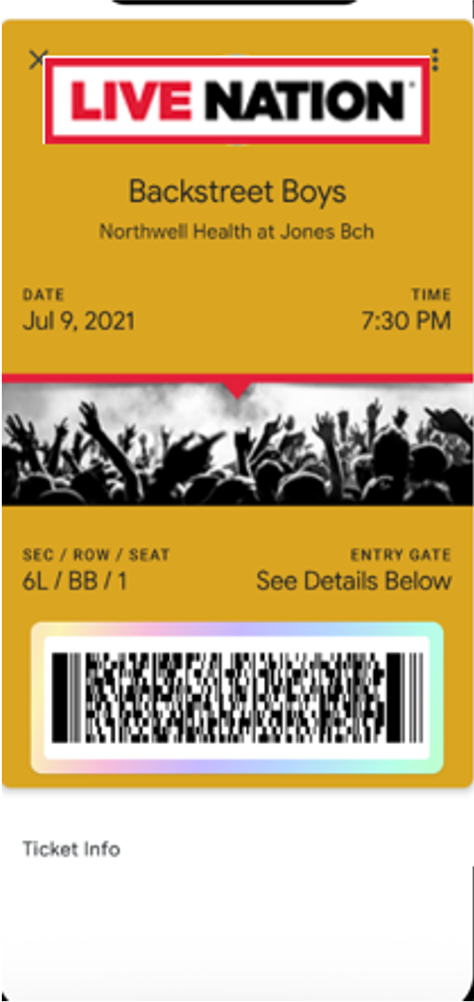 LIVE NATION
Backstreet Boys
Northwell Health at Jones Bch
DATE
TIME
Jul 9, 2021
7:30 PM
SEC / ROW / SEAT
ENTRY GATE
6L / BB / 1
See Details Below
Ticket Info